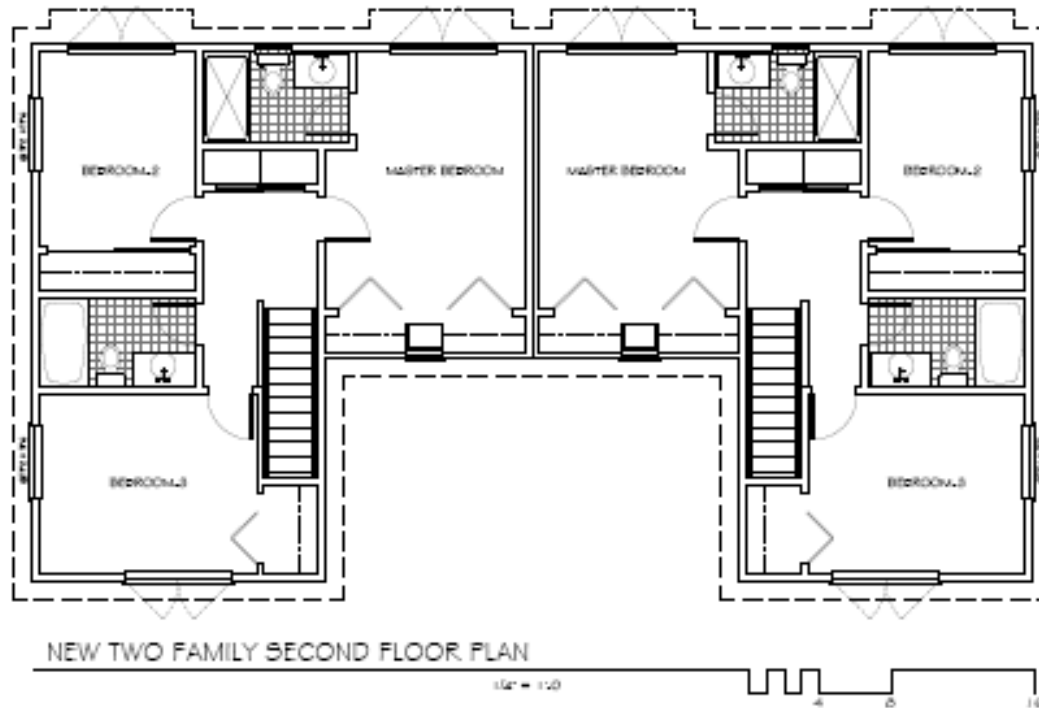 BEDROOM-2
MASTER BEDROOM
MASTER BEDROOM
BEDROOM-2
BEDROOM-3
BEDROOM-3
NEW TWO FAMILY SECOND FLOOR PLAN
4
8